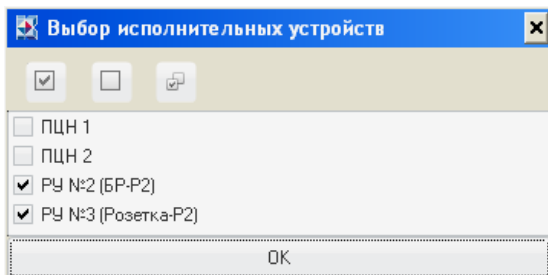 Выбор исполнительных устройств
ПЦН 1
ПЦН 2
РУ №2 (БР-Р2)
РУ №3 (Розетка-Р2)
OK